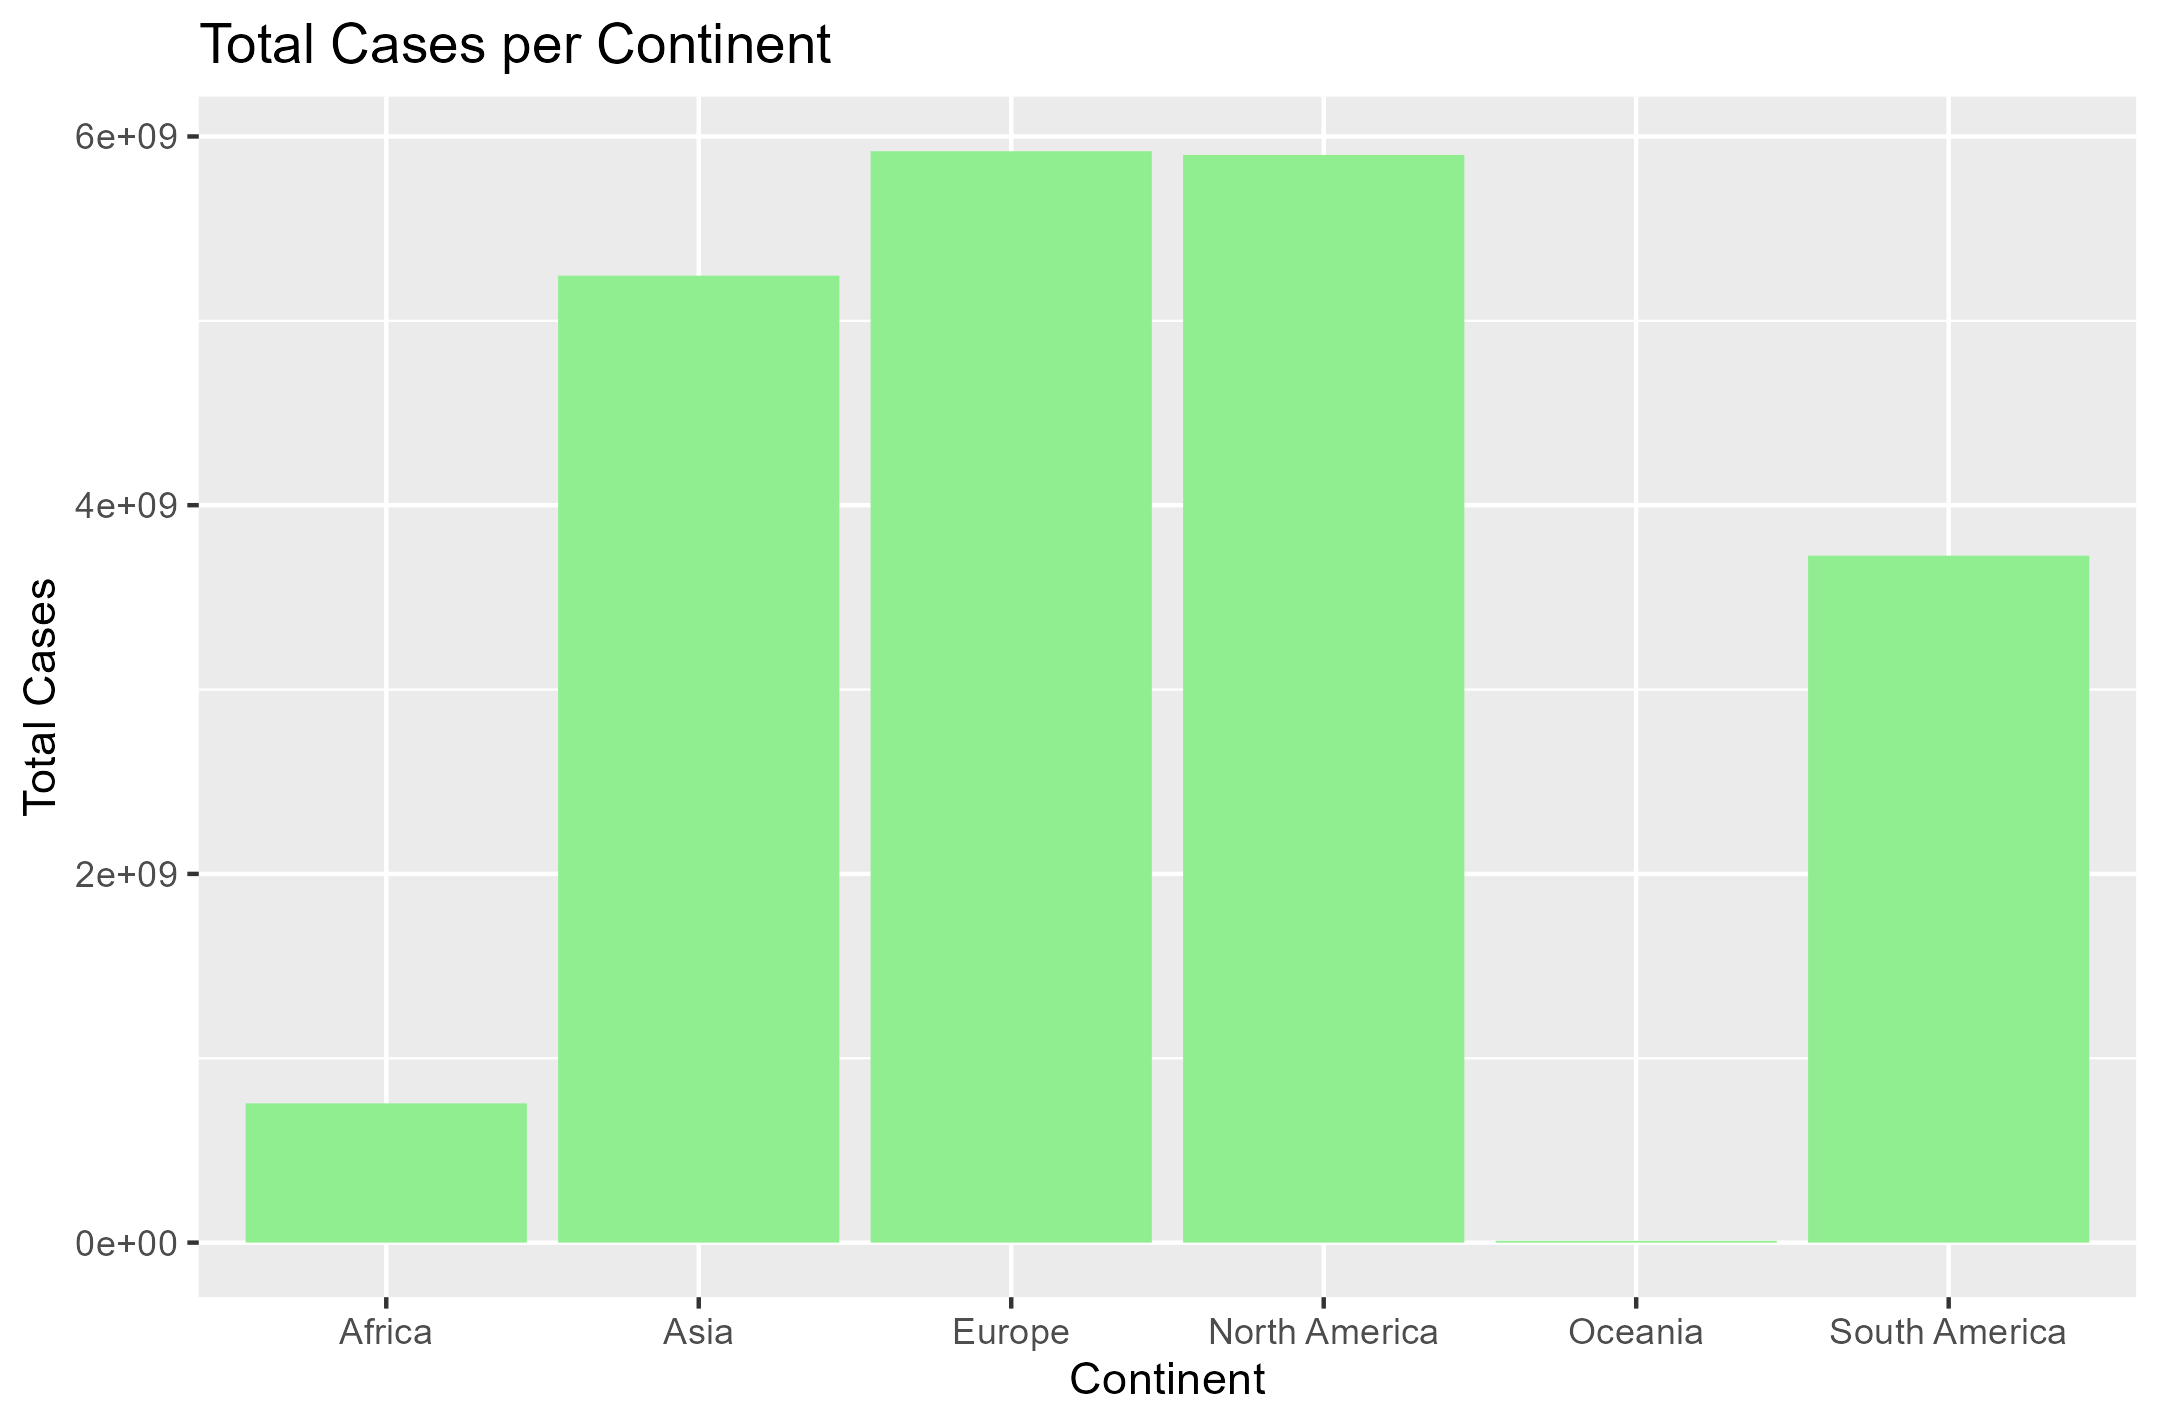 Total Cases per Continent
Total Cases
6e+09
4e+09
2e+09
0e+00
Africa
Asia
Europe
North America
Oceania
South America
Continent